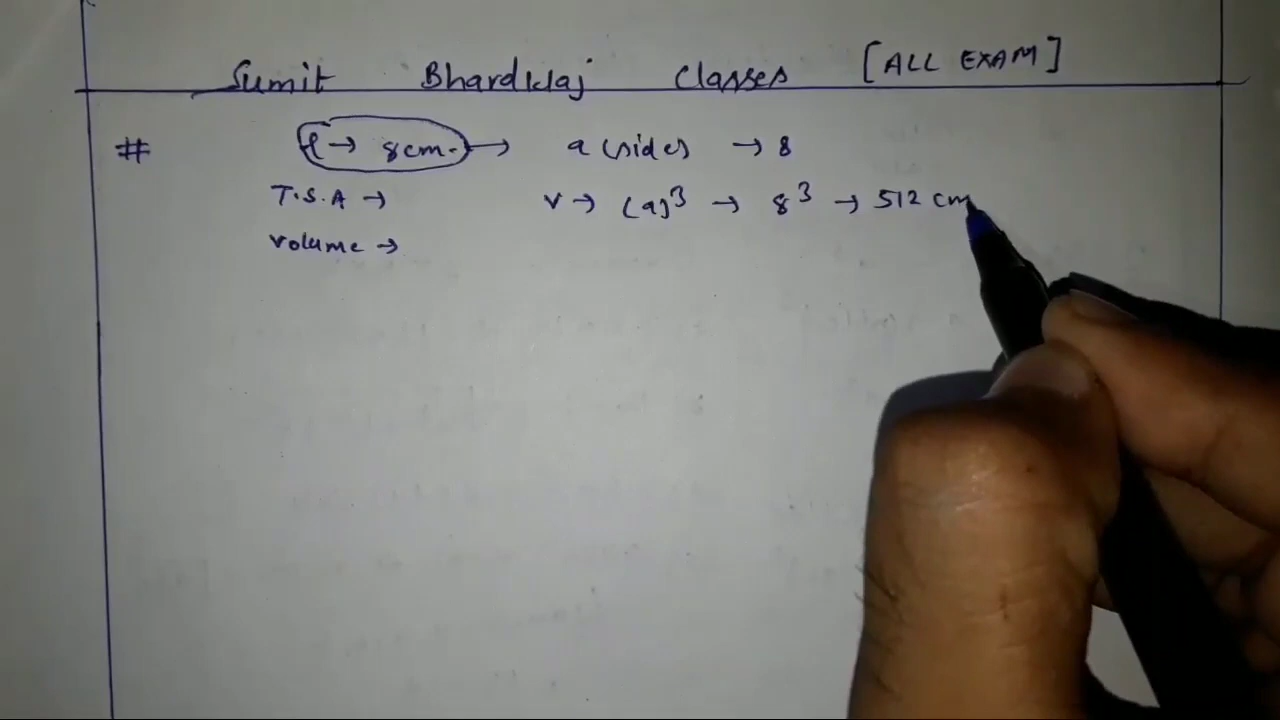 Sumit Bhardwaj Classes [ALL EXAM]
# l → 8cm. → a (side) → 8
T.S.A → v → (a)³ → 8³ → 512 cm
volume →